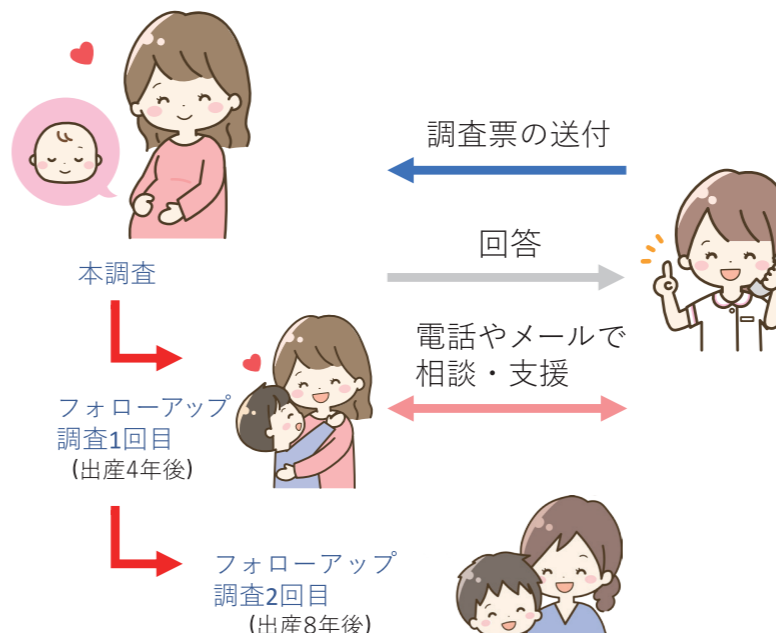 調査票の送付
回答
本調査
電話やメールで
相談・支援
フォローアップ
調査1回目
(出産4年後)
フォローアップ
調査2回目
(出産8年後)